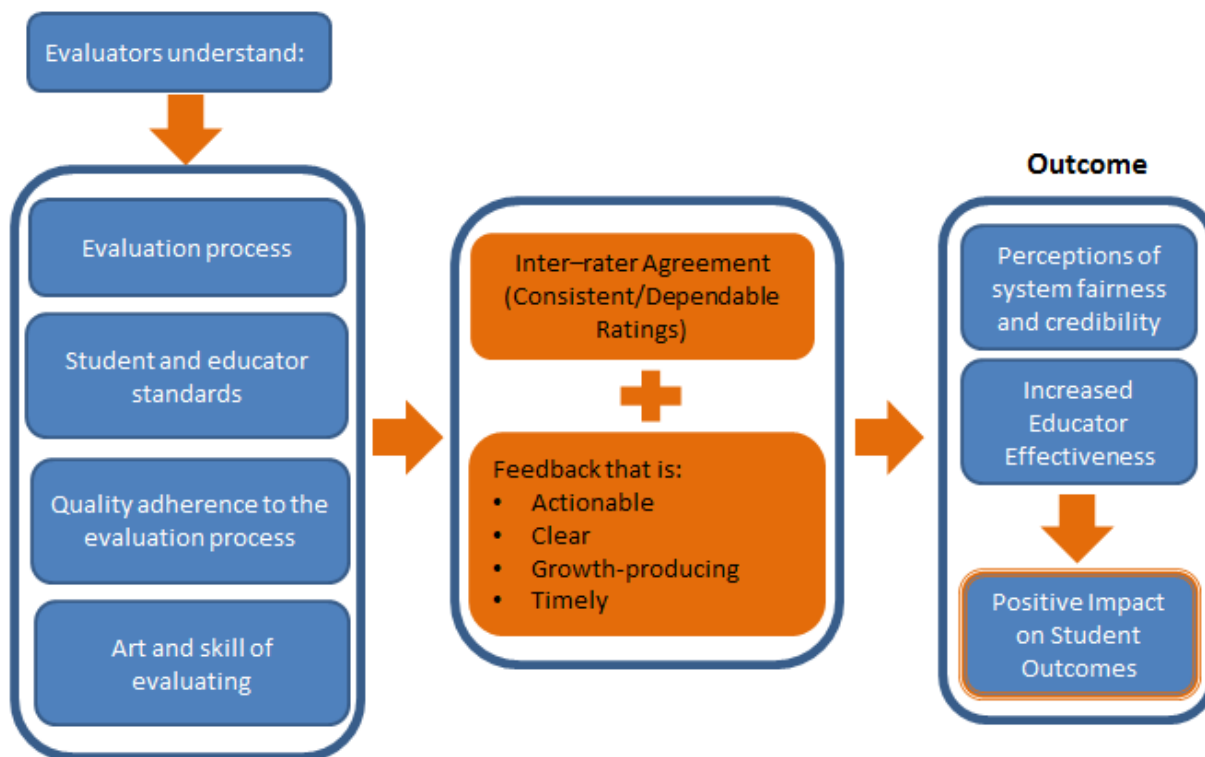 Evaluators understand:
Evaluation process
Student and educator
standards
Quality adherence to the
evaluation process
Art and skill of
evaluating
Inter–rater Agreement
(Consistent/Dependable
Ratings)
Feedback that is:
• Actionable
• Clear
• Growth-producing
• Timely
Outcome
Perceptions of
system fairness
and credibility
Increased
Educator
Effectiveness
Positive Impact
on Student
Outcomes